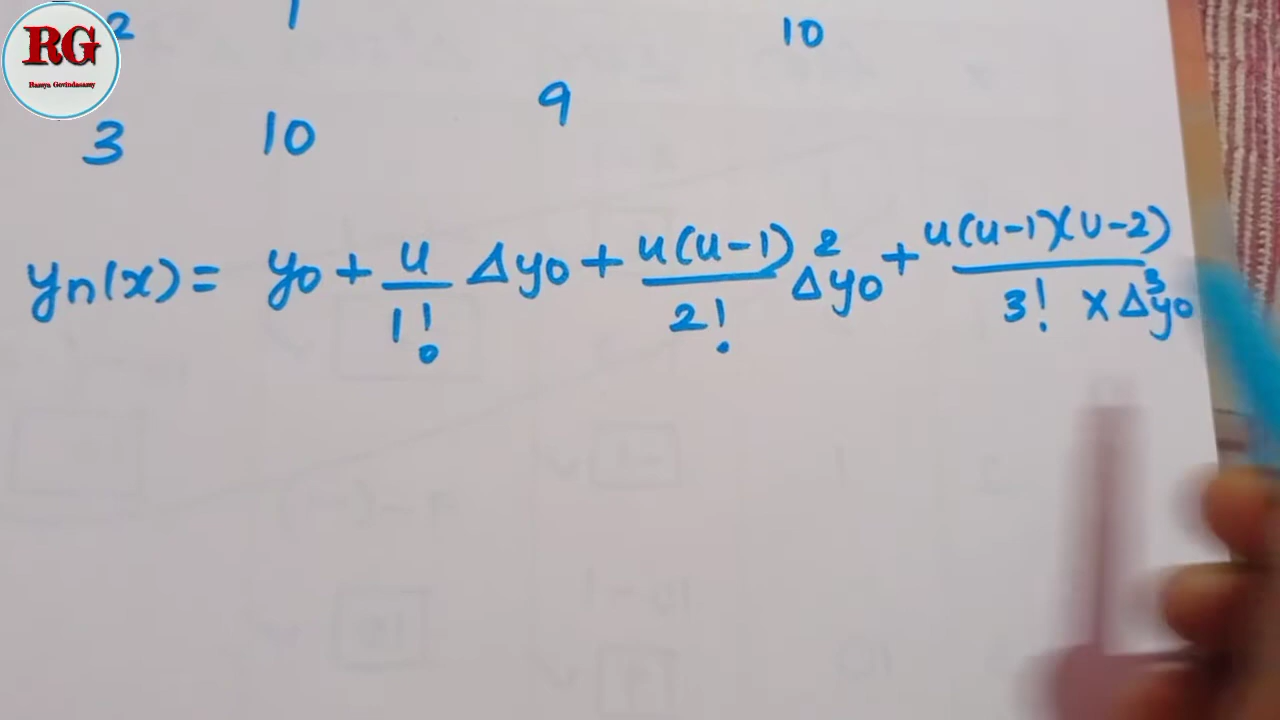 RG
Ramya Govindasamy
2 1 10
9
3 10
yn(x) = y0 + u/1! Δy0 + u(u-1)/2! Δ²y0 + u(u-1)(u-2)/3! × Δ³y0